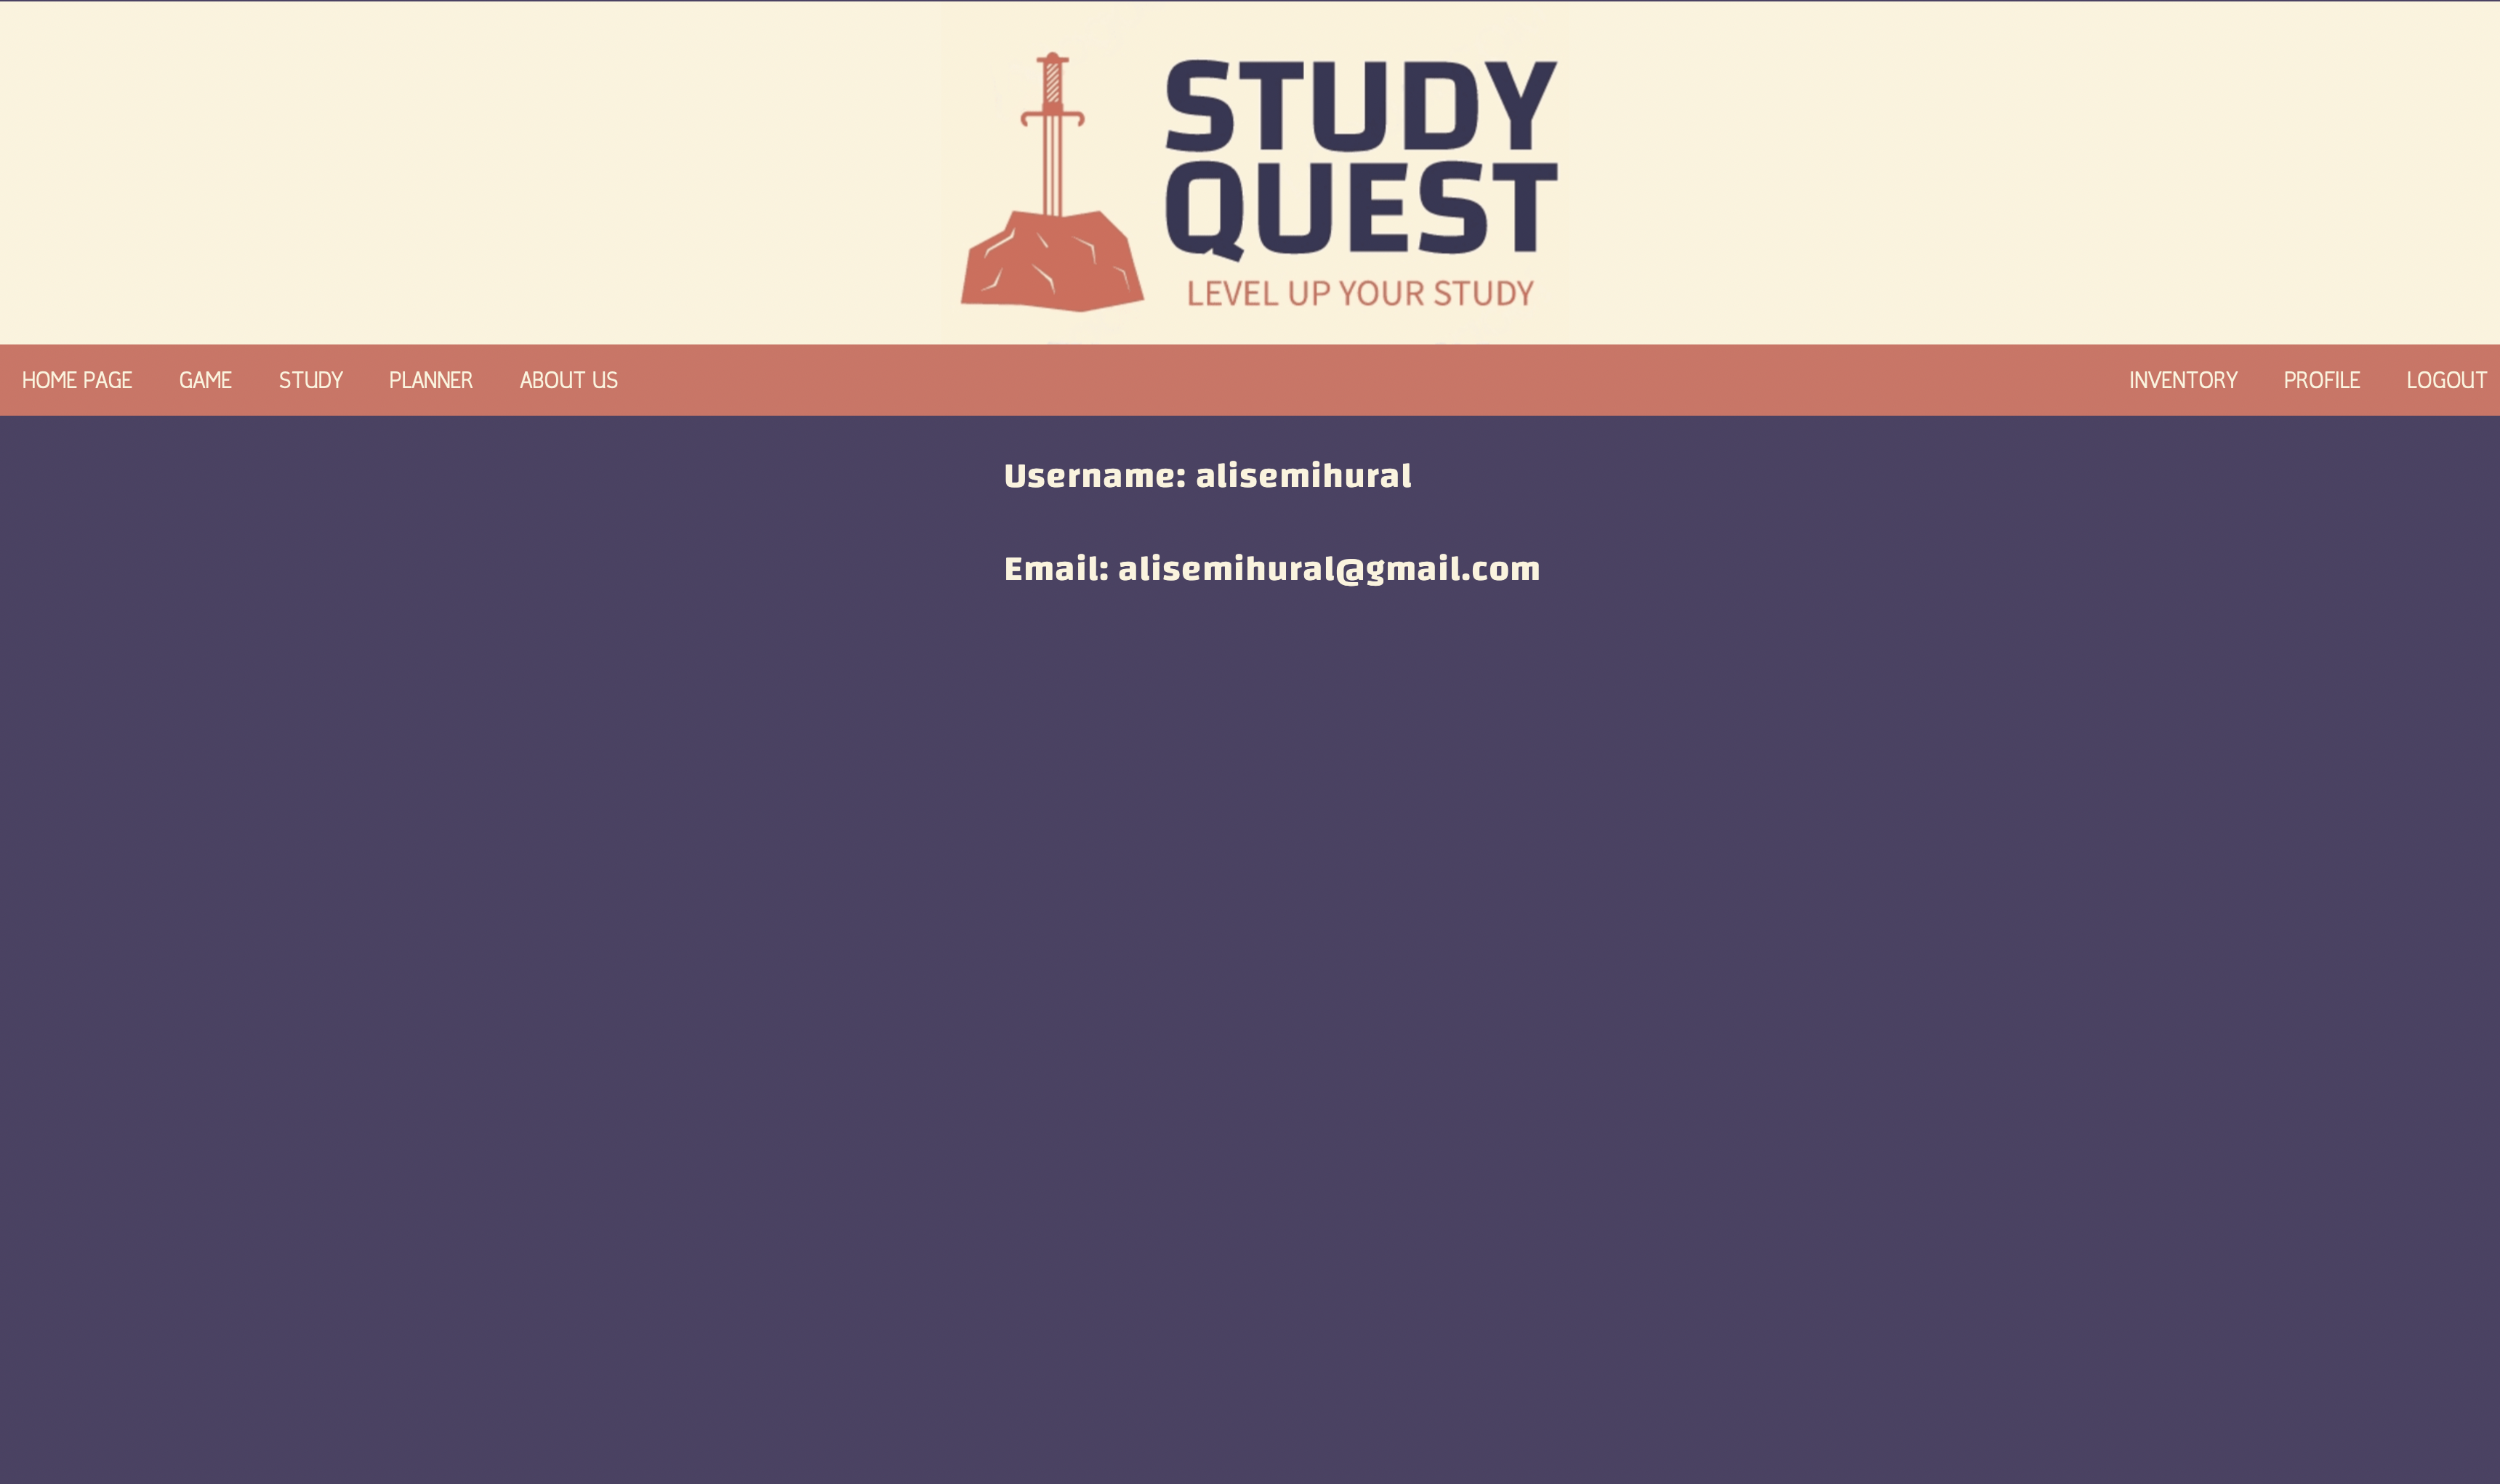 STUDY
QUEST
LEVEL UP YOUR STUDY
HOME PAGE GAME STUDY PLANNER ABOUT US INVENTORY PROFILE LOGOUT
Username: alisemihural
Email: alisemihural@gmail.com